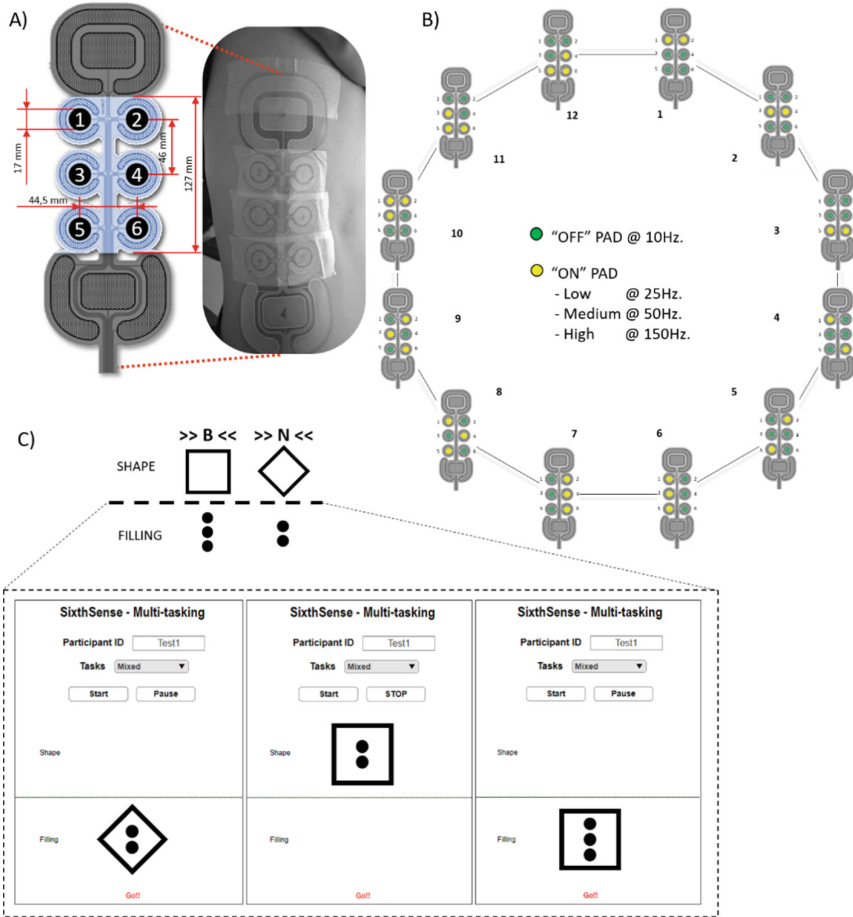 A)
1
2
3
4
5
6
17 mm
46 mm
127 mm
44,5 mm
B)
12
1
11
2
10
3
9
4
8
5
7
6
"OFF" PAD @ 10Hz.
"ON" PAD
- Low @ 25Hz.
- Medium @ 50Hz.
- High @ 150Hz.
C)
>> B << >> N <<
SHAPE
FILLING
SixthSense - Multi-tasking
Participant ID Test1
Tasks Mixed
Start Pause
Shape
Filling
Go!!
SixthSense - Multi-tasking
Participant ID Test1
Tasks Mixed
Start STOP
Shape
Filling
Go!!
SixthSense - Multi-tasking
Participant ID Test1
Tasks Mixed
Start Pause
Shape
Filling
Go!!